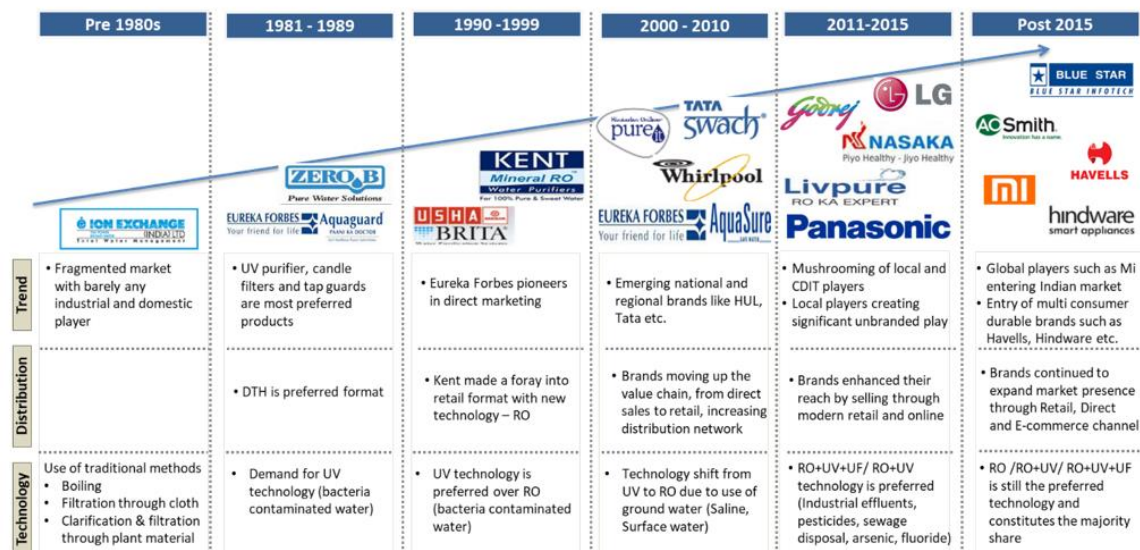 Pre 1980s
1981 - 1989
1990 -1999
2000 - 2010
2011-2015
Post 2015
ION EXCHANGE
(INDIA) LTD
Total Water Management
ZERO B
Pure Water Solutions
EUREKA FORBES
Your friend for life
Aquaguard
PAANI KA DOCTOR
KENT
Mineral RO
Water Purifiers
For 100% Pure & Sweet Water
USHA
BRITA
pure it
TATA
swach
Whirlpool
EUREKA FORBES
Your friend for life
AquaSure
Godrej
LG
NASAKA
Piyo Healthy - Jiyo Healthy
Livpure
RO KA EXPERT
Panasonic
BLUE STAR
BLUE STAR INFOTECH
AO Smith
Innovation has a name.
HAVELLS
MI
hindware
smart appliances
Trend
• Fragmented market
with barely any
industrial and domestic
player
• UV purifier, candle
filters and tap guards
are most preferred
products
• Eureka Forbes pioneers
in direct marketing
• Emerging national and
regional brands like HUL,
Tata etc.
• Mushrooming of local and
CDIT players
• Local players creating
significant unbranded play
• Global players such as Mi
entering Indian market
• Entry of multi consumer
durable brands such as
Havells, Hindware etc.
Distribution
• DTH is preferred format
• Kent made a foray into
retail format with new
technology – RO
• Brands moving up the
value chain, from direct
sales to retail, increasing
distribution network
• Brands enhanced their
reach by selling through
modern retail and online
• Brands continued to
expand market presence
through Retail, Direct
and E-commerce channel
Technology
Use of traditional methods
• Boiling
• Filtration through cloth
• Clarification & filtration
through plant material
• Demand for UV
technology (bacteria
contaminated water)
• UV technology is
preferred over RO
(bacteria contaminated
water)
• Technology shift from
UV to RO due to use of
ground water (Saline,
Surface water)
• RO+UV+UF/ RO+UV
technology is preferred
(Industrial effluents,
pesticides, sewage
disposal, arsenic, fluoride)
• RO /RO+UV/ RO+UV+UF
is still the preferred
technology and
constitutes the majority
share